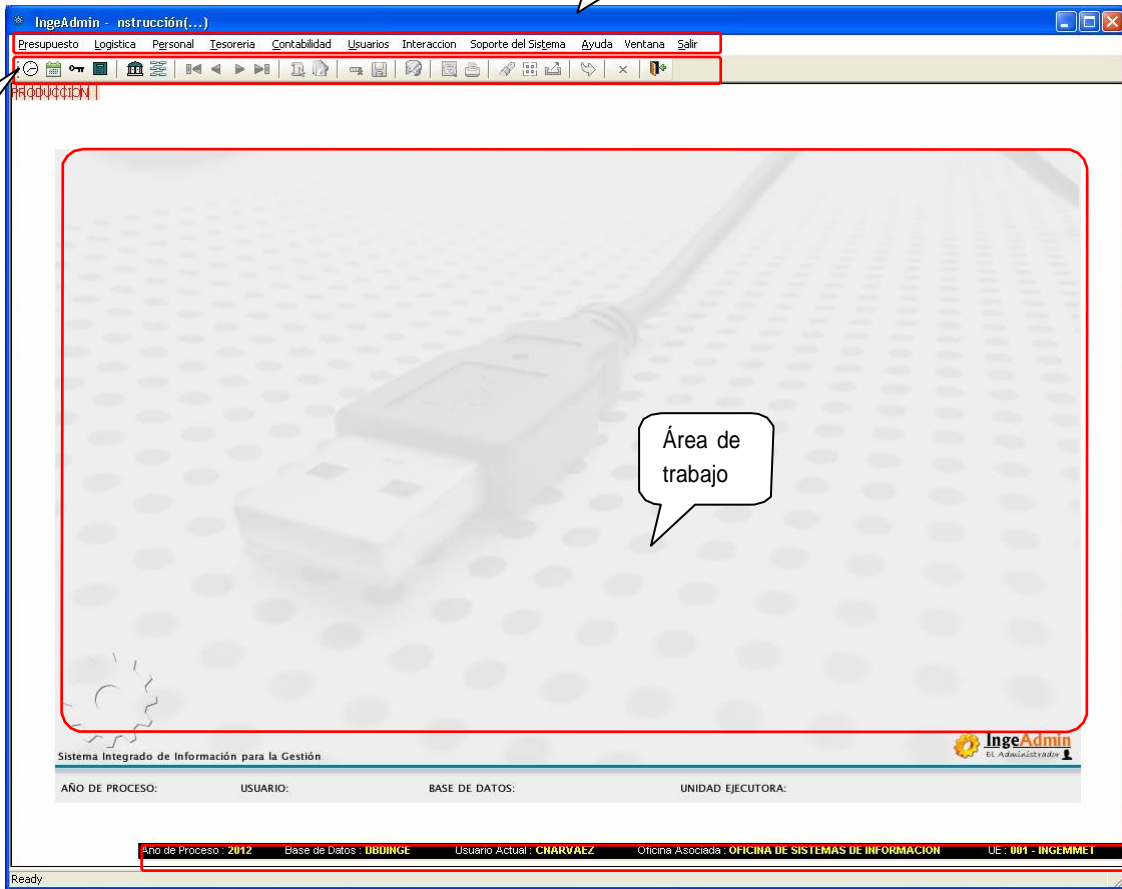 IngeAdmin - nstrucción(...)
Presupuesto Logistica Personal Tesoreria Contabilidad Usuarios Interaccion Soporte del Sistema Ayuda Ventana Salir
PRODUCCION
Área de
trabajo
Sistema Integrado de Información para la Gestión
IngeAdmin
EL Administrador
AÑO DE PROCESO: USUARIO: BASE DE DATOS: UNIDAD EJECUTORA:
Año de Proceso : 2012 Base de Datos : DBDINGE Usuario Actual : CNARVAEZ Oficina Asociada : OFICINA DE SISTEMAS DE INFORMACION UE : 001 - INGEMMET
Ready